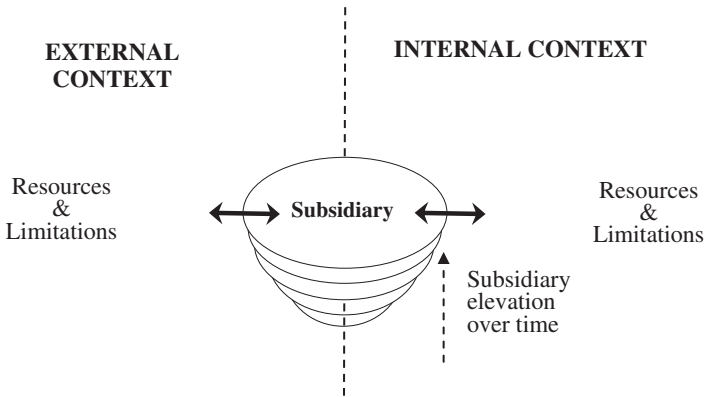 EXTERNAL
CONTEXT
INTERNAL CONTEXT
Resources
&
Limitations
Subsidiary
Resources
&
Limitations
Subsidiary
elevation
over time